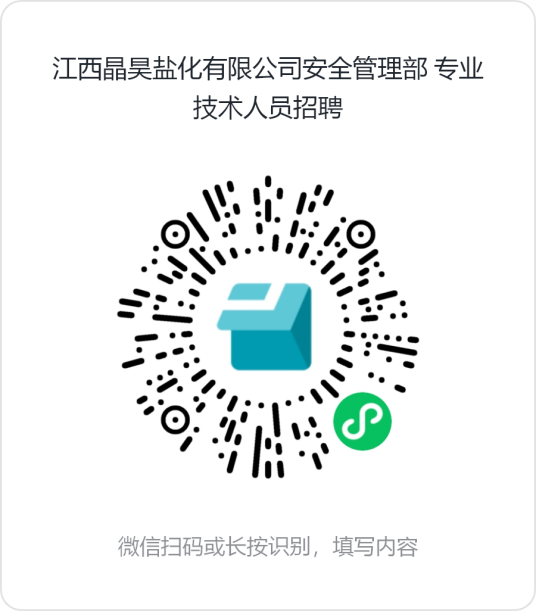 江西晶昊盐化有限公司安全管理部 专业
技术人员招聘
微信扫码或长按识别，填写内容